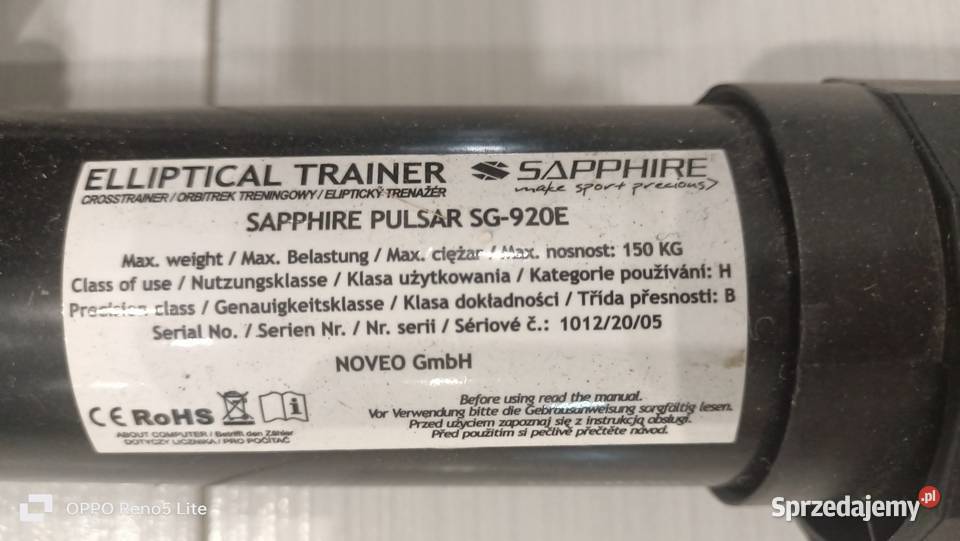 ELLIPTICAL TRAINER
CROSSTRAINER / ORBITREK TRENINGOWY / ELIPTICKÝ TRENAŽÉR
SAPPHIRE
make sport precious>
SAPPHIRE PULSAR SG-920E
Max. weight / Max. Belastung / Max. ciężar / Max. nosnost: 150 KG
Class of use / Nutzungsklasse / Klasa użytkowania / Kategorie používání: H
Precision class / Genauigkeitsklasse / Klasa dokładności / Třída přesnosti: B
Serial No. / Serien Nr. / Nr. serii / Sériové č.: 1012/20/05
NOVEO GmbH
CE RoHS
ABOUT COMPUTER / Betrifft den Zähler
DOTYCZY LICZNIKA / PRO POČÍTAČ
Before using read the manual.
Vor Verwendung bitte die Gebrausanweisung sorgfältig lesen.
Przed użyciem zapoznaj się z instrukcją obsługi.
Před použitím si pečlivě přečtěte návod.
OPPO Reno5 Lite
Sprzedajemy.pl